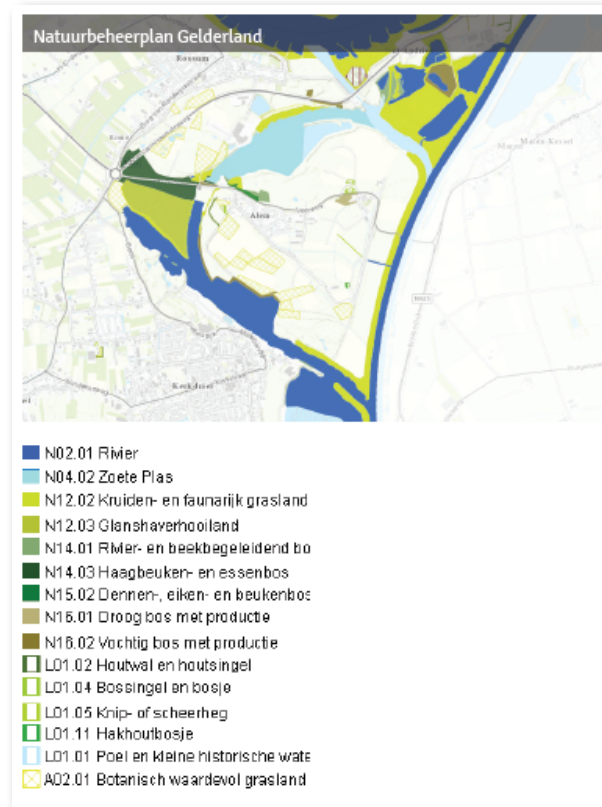 Natuurbeheerplan Gelderland
Rossum
Maren-Kessel
Alem
Kerkdriel
N02.01 Rivier
N04.02 Zoete Plas
N12.02 Kruiden- en faunarijk grasland
N12.03 Glanshaverhooiland
N14.01 Rivier- en beekbegeleidend bo
N14.03 Haagbeuken- en essenbos
N15.02 Dennen-, eiken- en beukenbos
N16.01 Droog bos met productie
N16.02 Vochtig bos met productie
L01.02 Houtwal en houtsingel
L01.04 Bossingel en bosje
L01.05 Knip- of scheerheg
L01.11 Hakhoutbosje
L01.01 Poel en kleine historische wate
A02.01 Botanisch waardevol grasland